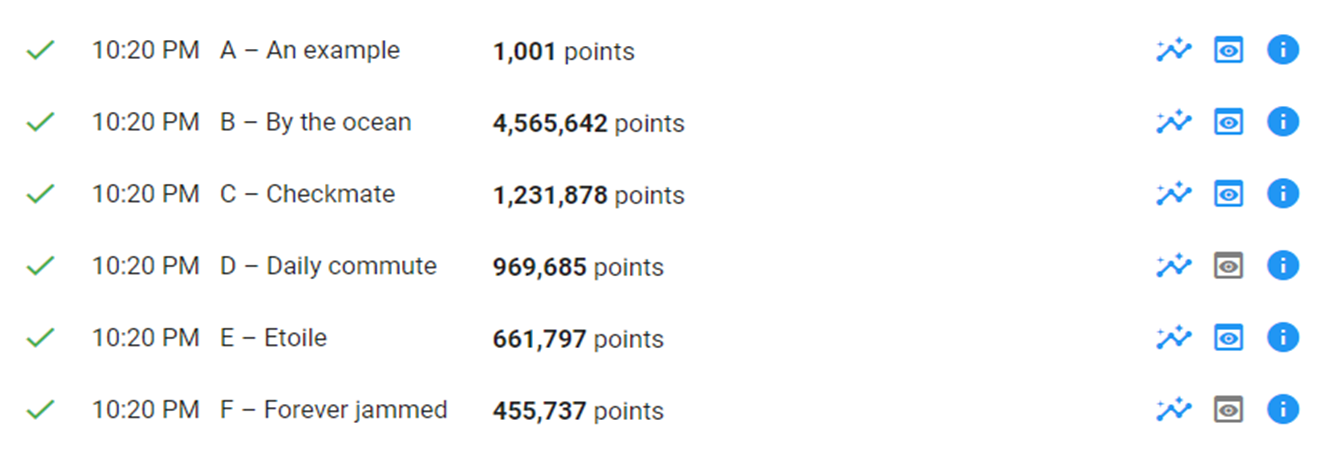 10:20 PM A – An example 1,001 points
10:20 PM B – By the ocean 4,565,642 points
10:20 PM C – Checkmate 1,231,878 points
10:20 PM D – Daily commute 969,685 points
10:20 PM E – Etoile 661,797 points
10:20 PM F – Forever jammed 455,737 points